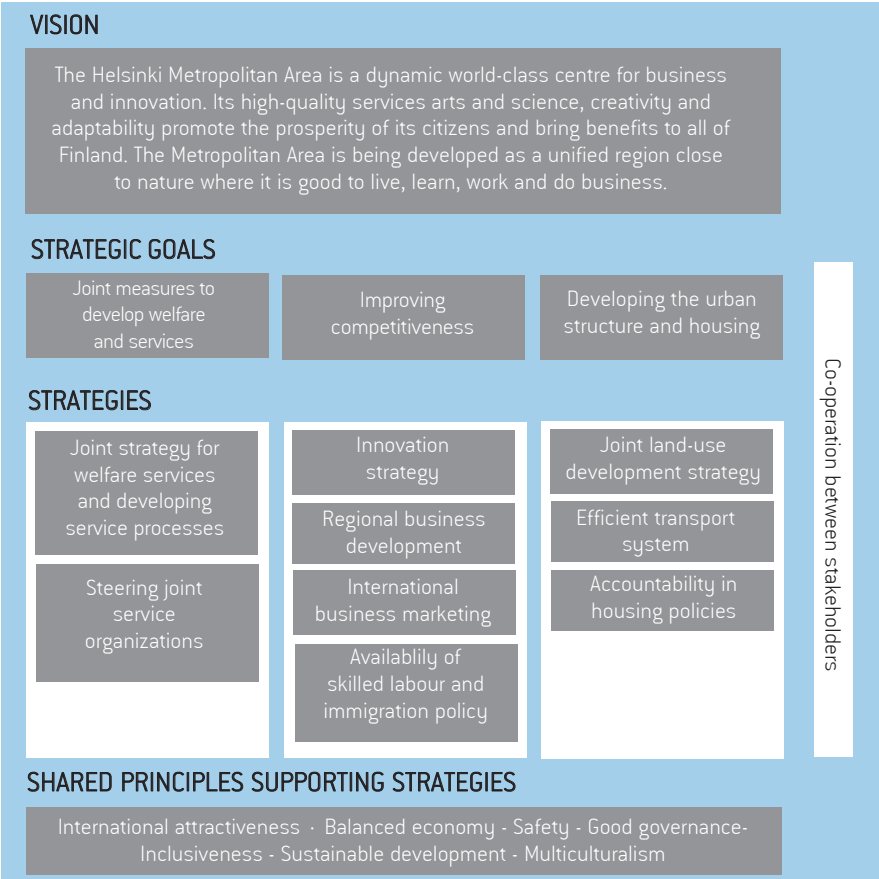 VISION
The Helsinki Metropolitan Area is a dynamic world-class centre for business
and innovation. Its high-quality services arts and science, creativity and
adaptability promote the prosperity of its citizens and bring benefits to all of
Finland. The Metropolitan Area is being developed as a unified region close
to nature where it is good to live, learn, work and do business.
STRATEGIC GOALS
Joint measures to
develop welfare
and services
Improving
competitiveness
Developing the urban
structure and housing
STRATEGIES
Joint strategy for
welfare services
and developing
service processes
Steering joint
service
organizations
Innovation
strategy
Regional business
development
International
business marketing
Availablily of
skilled labour and
immigration policy
Joint land-use
development strategy
Efficient transport
system
Accountability in
housing policies
Co-operation between stakeholders
SHARED PRINCIPLES SUPPORTING STRATEGIES
International attractiveness · Balanced economy - Safety - Good governance-
Inclusiveness - Sustainable development - Multiculturalism